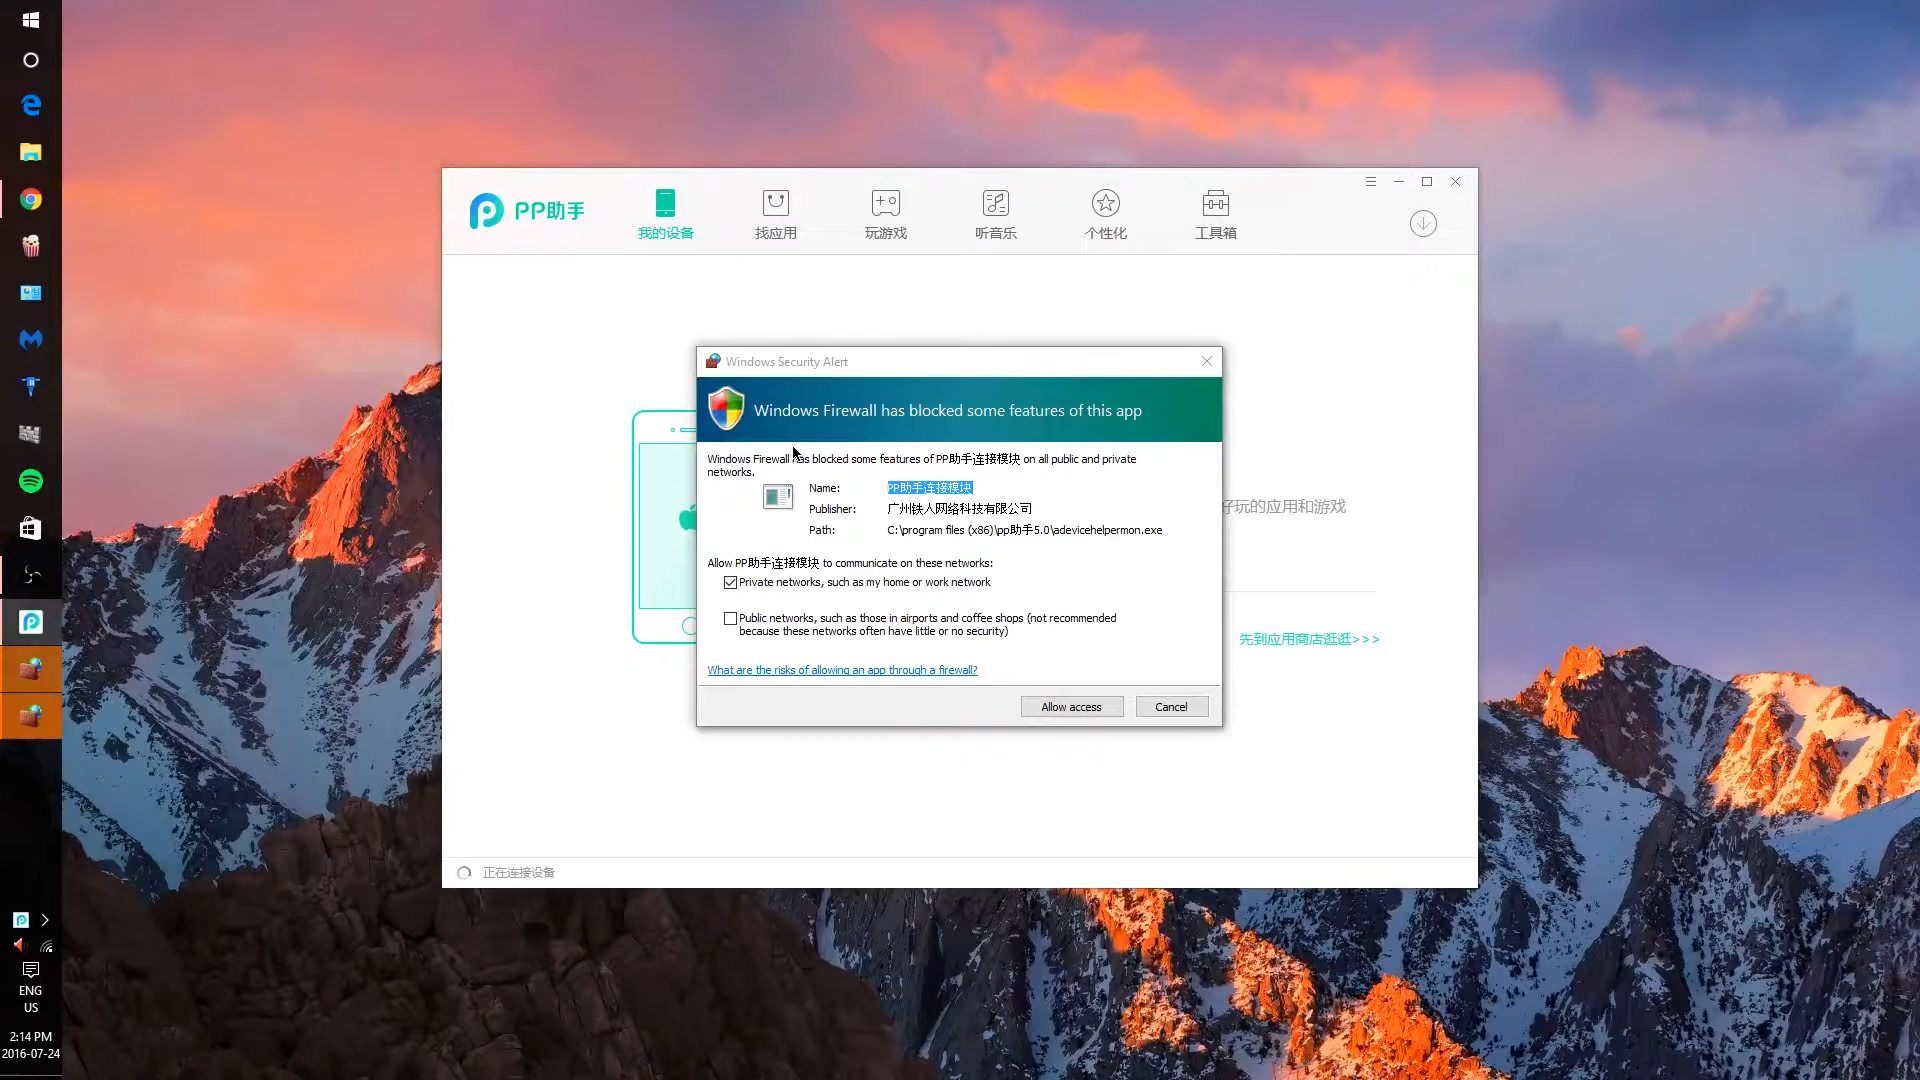 PP助手
我的设备
找应用
玩游戏
听音乐
个性化
工具箱
Windows Security Alert
Windows Firewall has blocked some features of this app
Windows Firewall has blocked some features of PP助手连接模块 on all public and private
networks.
Name: PP助手连接模块
Publisher: 广州铁人网络科技有限公司
Path: C:\program files (x86)\pp助手5.0\adevicehelpermon.exe
Allow PP助手连接模块 to communicate on these networks:
Private networks, such as my home or work network
Public networks, such as those in airports and coffee shops (not recommended
because these networks often have little or no security)
What are the risks of allowing an app through a firewall?
Allow access
Cancel
好玩的应用和游戏
先到应用商店逛逛>>>
正在连接设备
ENG
US
2:14 PM
2016-07-24